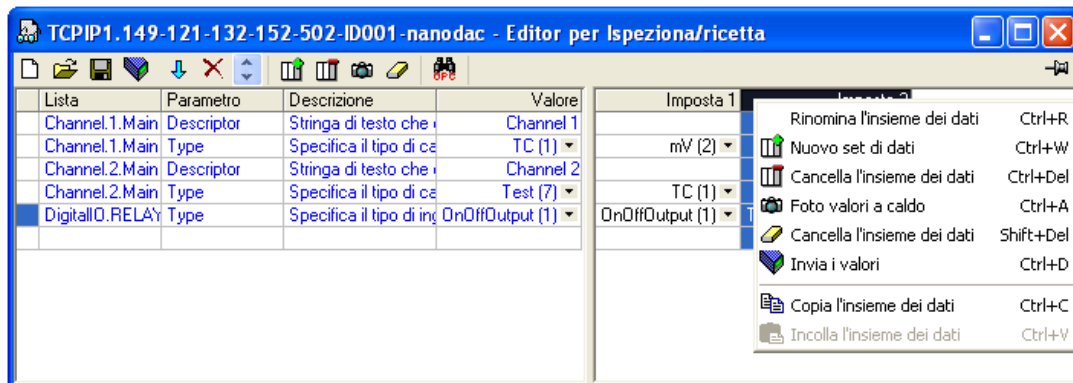 TCPIP1.149-121-132-152-502-ID001-nanodac - Editor per Ispeziona/ricetta
OPC
Lista Parametro Descrizione Valore Imposta 1
Channel.1.Main Descriptor Stringa di testo che Channel 1
Channel.1.Main Type Specifica il tipo di ca TC (1) mV (2)
Channel.2.Main Descriptor Stringa di testo che Channel 2
Channel.2.Main Type Specifica il tipo di ca Test (7) TC (1)
DigitalIO.RELAY Type Specifica il tipo di ing OnOffOutput (1) OnOffOutput (1)
Rinomina l'insieme dei dati Ctrl+R
Nuovo set di dati Ctrl+W
Cancella l'insieme dei dati Ctrl+Del
Foto valori a caldo Ctrl+A
Cancella l'insieme dei dati Shift+Del
Invia i valori Ctrl+D
Copia l'insieme dei dati Ctrl+C
Incolla l'insieme dei dati Ctrl+V